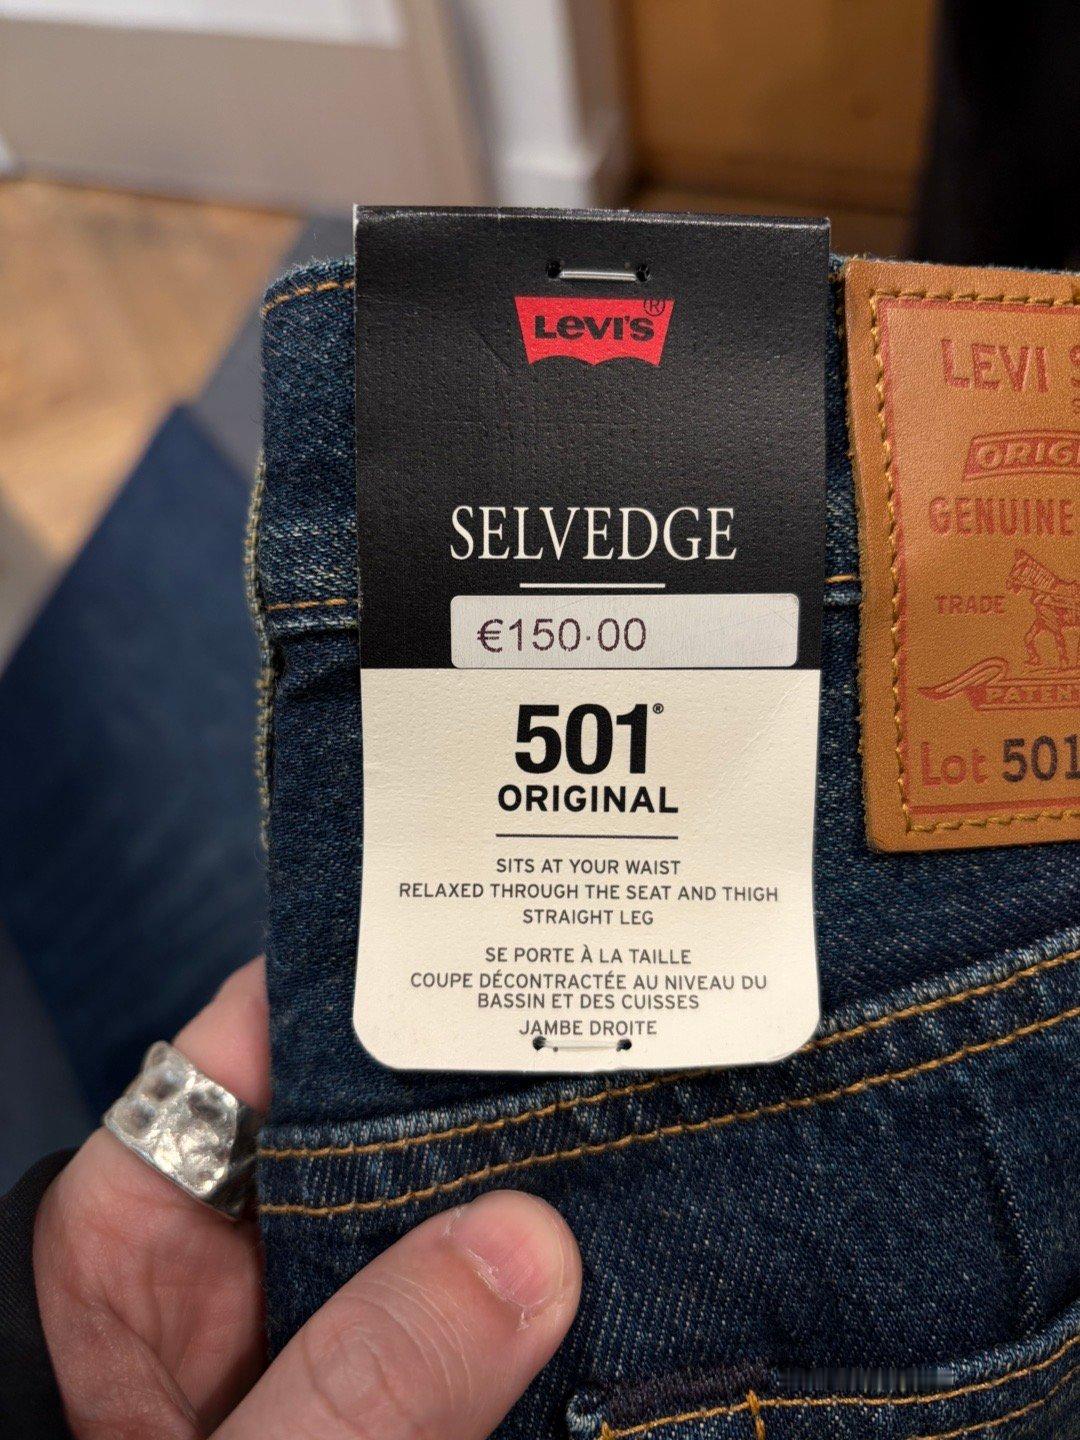 LEVI'S®
SELVEDGE
€150.00
501®
ORIGINAL
SITS AT YOUR WAIST
RELAXED THROUGH THE SEAT AND THIGH
STRAIGHT LEG
SE PORTE À LA TAILLE
COUPE DÉCONTRACTÉE AU NIVEAU DU
BASSIN ET DES CUISSES
JAMBE DROITE
LEVI
GENUINE
TRADE
Lot 501